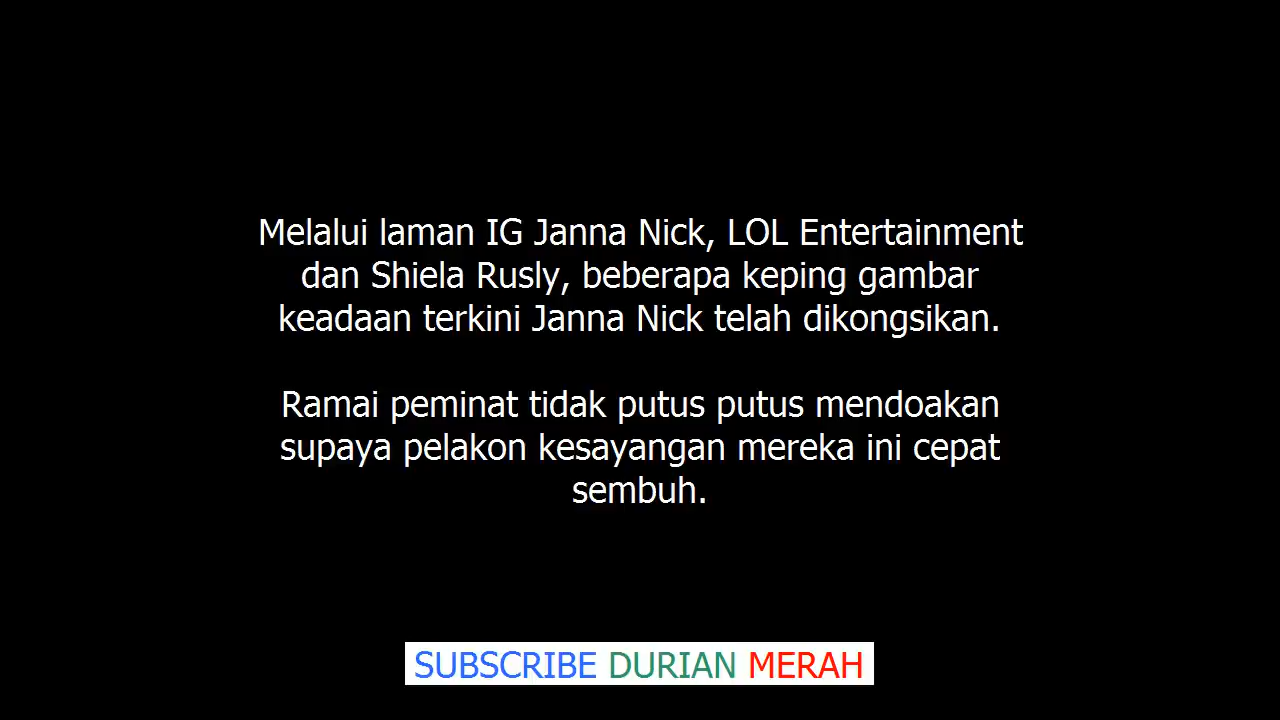 Melalui laman IG Janna Nick, LOL Entertainment
dan Shiela Rusly, beberapa keping gambar
keadaan terkini Janna Nick telah dikongsikan.
Ramai peminat tidak putus putus mendoakan
supaya pelakon kesayangan mereka ini cepat
sembuh.
SUBSCRIBE DURIAN MERAH